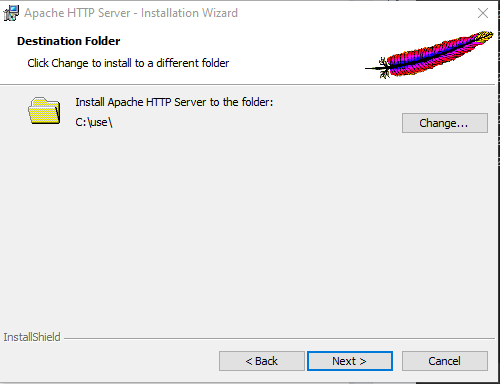 Apache HTTP Server - Installation Wizard
Destination Folder
Click Change to install to a different folder
Install Apache HTTP Server to the folder:
C:\use\
Change...
InstallShield
< Back
Next >
Cancel